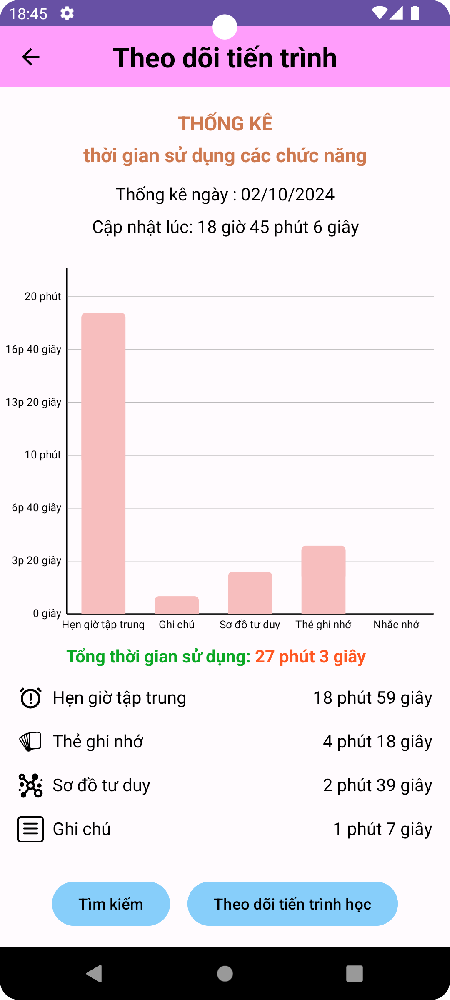 18:45
Theo dõi tiến trình
THỐNG KÊ
thời gian sử dụng các chức năng
Thống kê ngày : 02/10/2024
Cập nhật lúc: 18 giờ 45 phút 6 giây
20 phút
16p 40 giây
13p 20 giây
10 phút
6p 40 giây
3p 20 giây
0 giây
Hẹn giờ tập trung Ghi chú Sơ đồ tư duy Thẻ ghi nhớ Nhắc nhở
Tổng thời gian sử dụng: 27 phút 3 giây
Hẹn giờ tập trung 18 phút 59 giây
Thẻ ghi nhớ 4 phút 18 giây
Sơ đồ tư duy 2 phút 39 giây
Ghi chú 1 phút 7 giây
Tìm kiếm Theo dõi tiến trình học